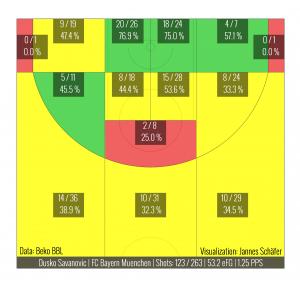 9 / 19
47.4 %
20 / 26
76.9 %
18 / 24
75.0 %
4 / 7
57.1 %
0 / 1
0.0 %
0 / 1
0.0 %
5 / 11
45.5 %
8 / 18
44.4 %
15 / 28
53.6 %
8 / 24
33.3 %
2 / 8
25.0 %
14 / 36
38.9 %
10 / 31
32.3 %
10 / 29
34.5 %
Data: Beko BBL
Visualization: Jannes Schäfer
Dusko Savanovic | FC Bayern Muenchen | Shots: 123 / 263 | 53.2 eFG | 1.25 PPS